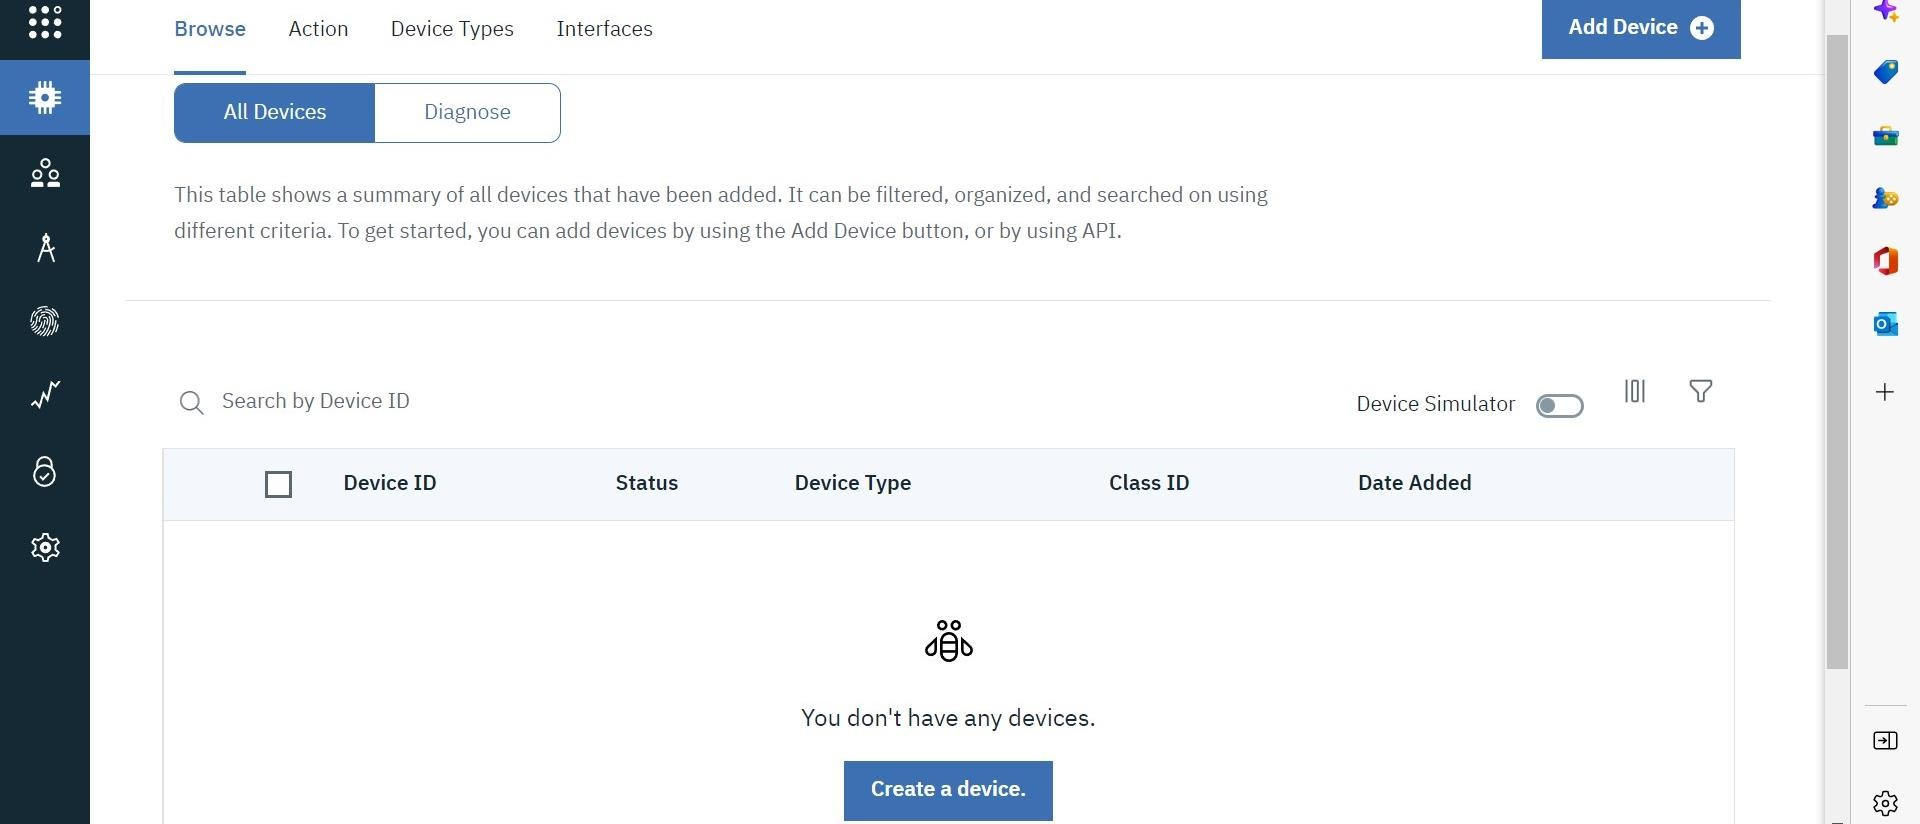 Browse Action Device Types Interfaces Add Device
All Devices Diagnose
This table shows a summary of all devices that have been added. It can be filtered, organized, and searched on using
different criteria. To get started, you can add devices by using the Add Device button, or by using API.
Search by Device ID Device Simulator
Device ID Status Device Type Class ID Date Added
You don't have any devices.
Create a device.